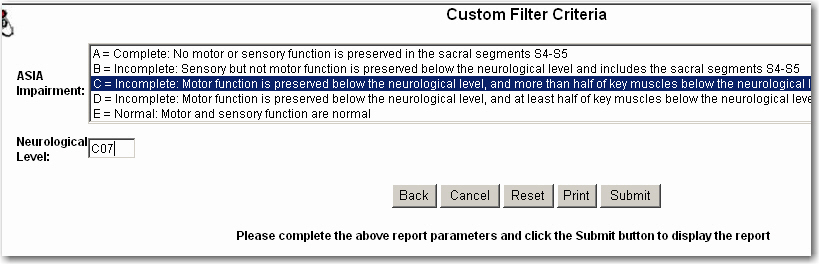 Custom Filter Criteria
ASIA
Impairment:
A = Complete: No motor or sensory function is preserved in the sacral segments S4-S5
B = Incomplete: Sensory but not motor function is preserved below the neurological level and includes the sacral segments S4-S5
C = Incomplete: Motor function is preserved below the neurological level, and more than half of key muscles below the neurological l
D = Incomplete: Motor function is preserved below the neurological level, and at least half of key muscles below the neurological leve
E = Normal: Motor and sensory function are normal
Neurological
Level:
C07
Back Cancel Reset Print Submit
Please complete the above report parameters and click the Submit button to display the report